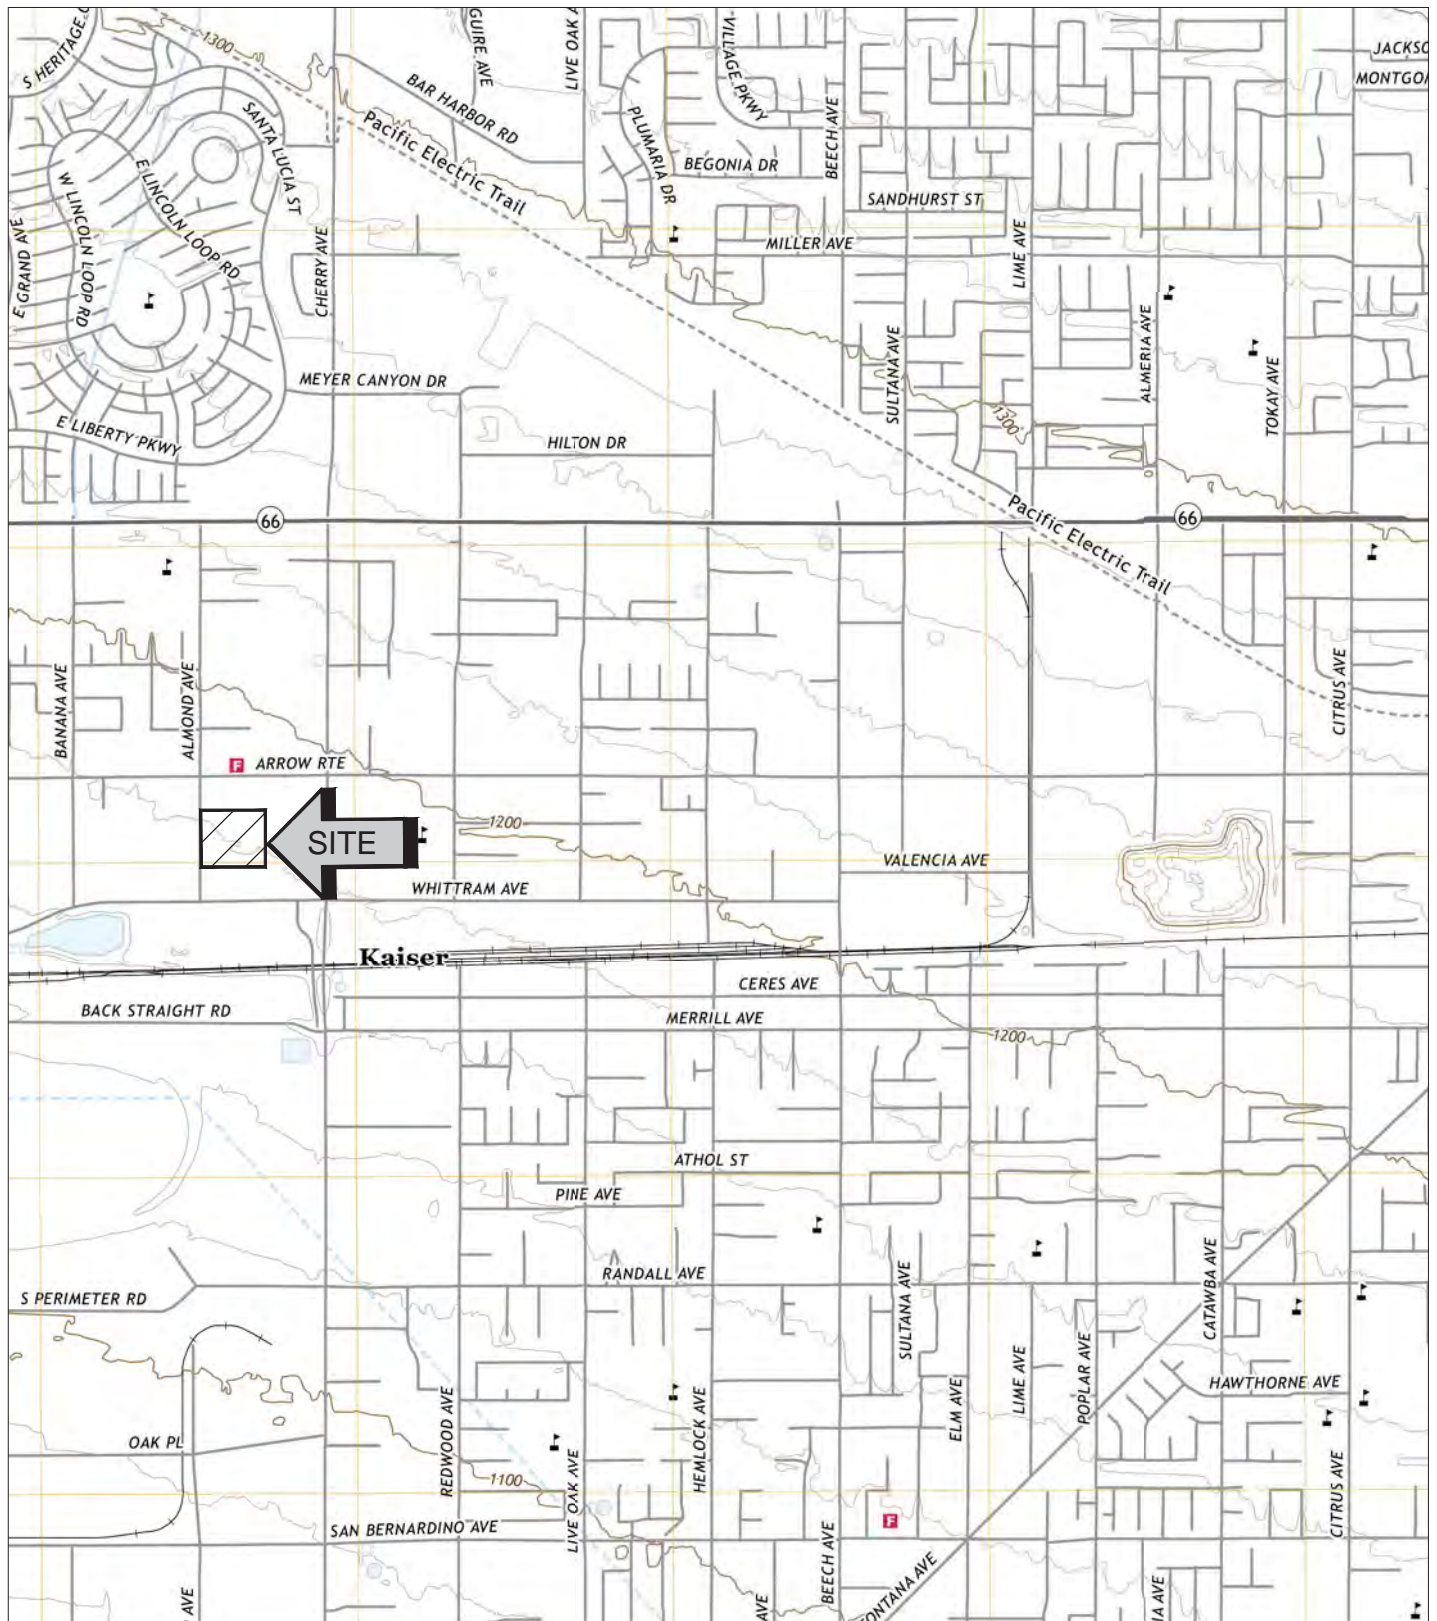 S HERITAGE C
1300
GUIRE AVE
LIVE OAK A
VILLAGE PKWY
JACKSO
MONTGO
BAR HARBOR RD
SANTA LUCIA ST
Pacific Electric Trail
PLUMARIA DR
BEGONIA DR
BEECH AVE
SANDHURST ST
E LINCOLN LOOP RD
W LINCOLN LOOP RD
E GRAND AVE
CHERRY AVE
MILLER AVE
LIME AVE
ALMERIA AVE
SULTANA AVE
TOKAY AVE
MEYER CANYON DR
1300
E LIBERTY PKWY
HILTON DR
66
66
Pacific Electric Trail
BANANA AVE
ALMOND AVE
CITRUS AVE
F
ARROW RTE
1200
SITE
VALENCIA AVE
WHITTRAM AVE
Kaiser
CERES AVE
BACK STRAIGHT RD
MERRILL AVE
1200
ATHOL ST
PINE AVE
RANDALL AVE
CATAWBA AVE
S PERIMETER RD
SULTANA AVE
LIME AVE
POPLAR AVE
HAWTHORNE AVE
REDWOOD AVE
HEMLOCK AVE
ELM AVE
OAK PL
1100
LIVE OAK AVE
CITRUS AVE
F
SAN BERNARDINO AVE
BEECH AVE
AVE
AVE
FONTANA AVE
IA AVE